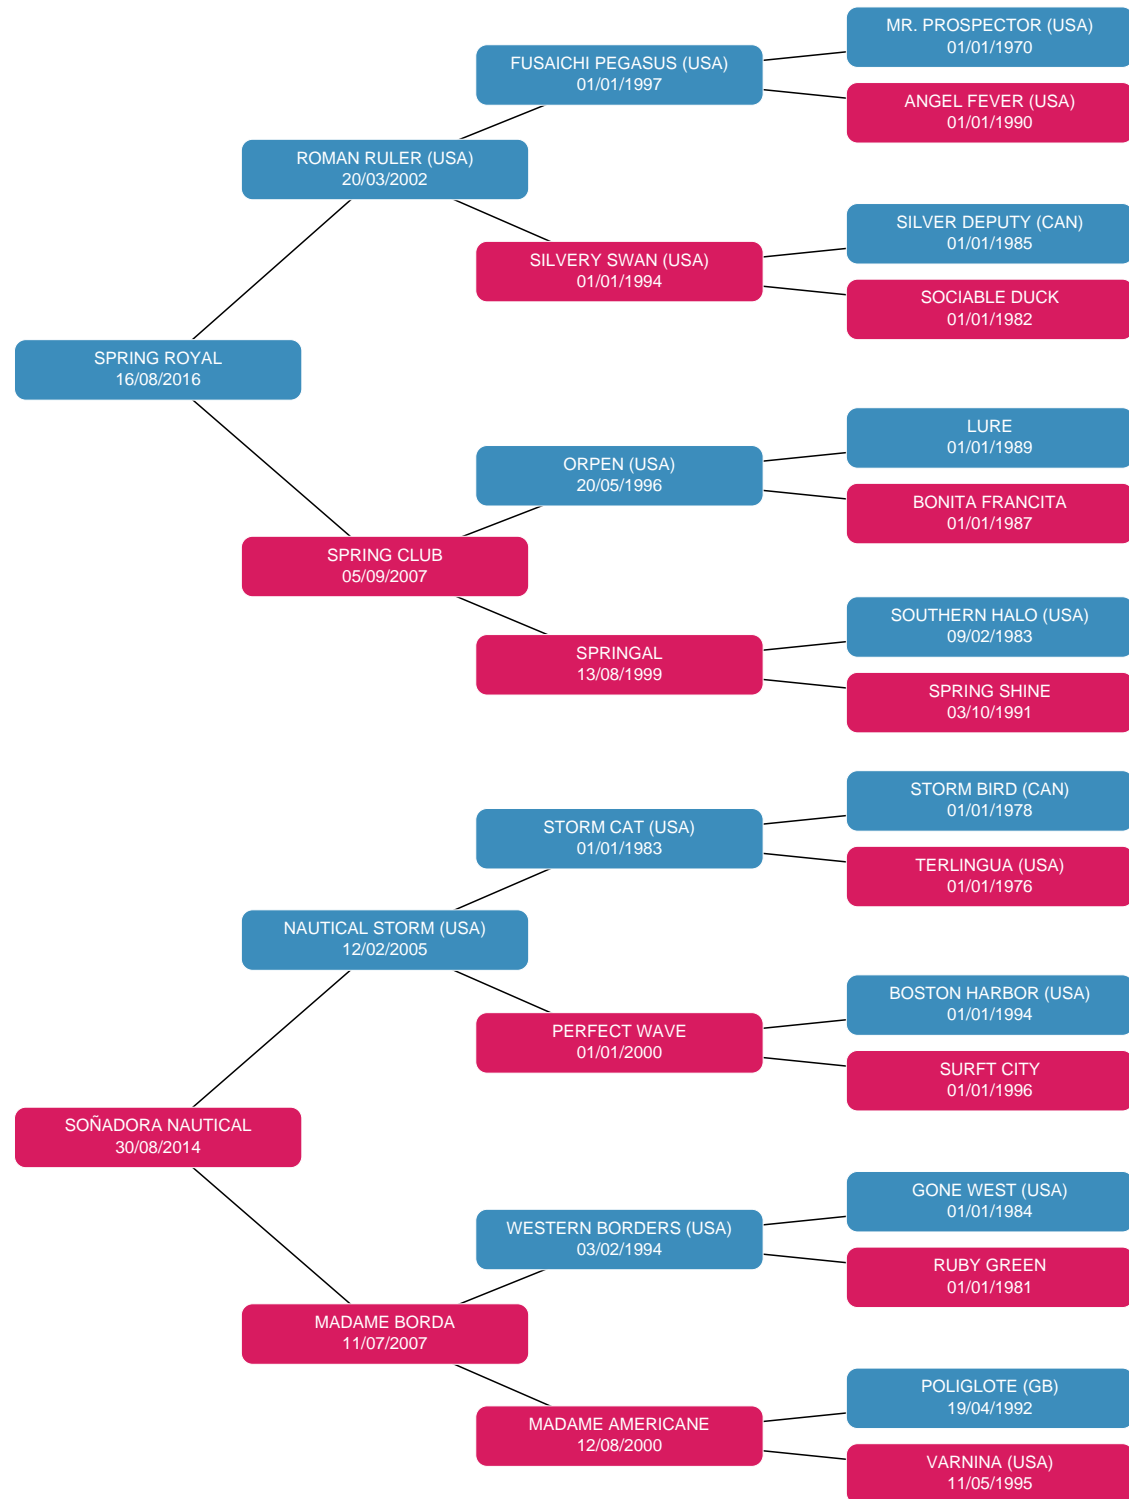 MR. PROSPECTOR (USA)
01/01/1970
FUSAICHI PEGASUS (USA)
01/01/1997
ANGEL FEVER (USA)
01/01/1990
ROMAN RULER (USA)
20/03/2002
SILVER DEPUTY (CAN)
01/01/1985
SILVERY SWAN (USA)
01/01/1994
SOCIABLE DUCK
01/01/1982
SPRING ROYAL
16/08/2016
LURE
01/01/1989
ORPEN (USA)
20/05/1996
BONITA FRANCITA
01/01/1987
SPRING CLUB
05/09/2007
SOUTHERN HALO (USA)
09/02/1983
SPRINGAL
13/08/1999
SPRING SHINE
03/10/1991
STORM BIRD (CAN)
01/01/1978
STORM CAT (USA)
01/01/1983
TERLINGUA (USA)
01/01/1976
NAUTICAL STORM (USA)
12/02/2005
BOSTON HARBOR (USA)
01/01/1994
PERFECT WAVE
01/01/2000
SURFT CITY
01/01/1996
SOÑADORA NAUTICAL
30/08/2014
GONE WEST (USA)
01/01/1984
WESTERN BORDERS (USA)
03/02/1994
RUBY GREEN
01/01/1981
MADAME BORDA
11/07/2007
POLIGLOTE (GB)
19/04/1992
MADAME AMERICANE
12/08/2000
VARNINA (USA)
11/05/1995